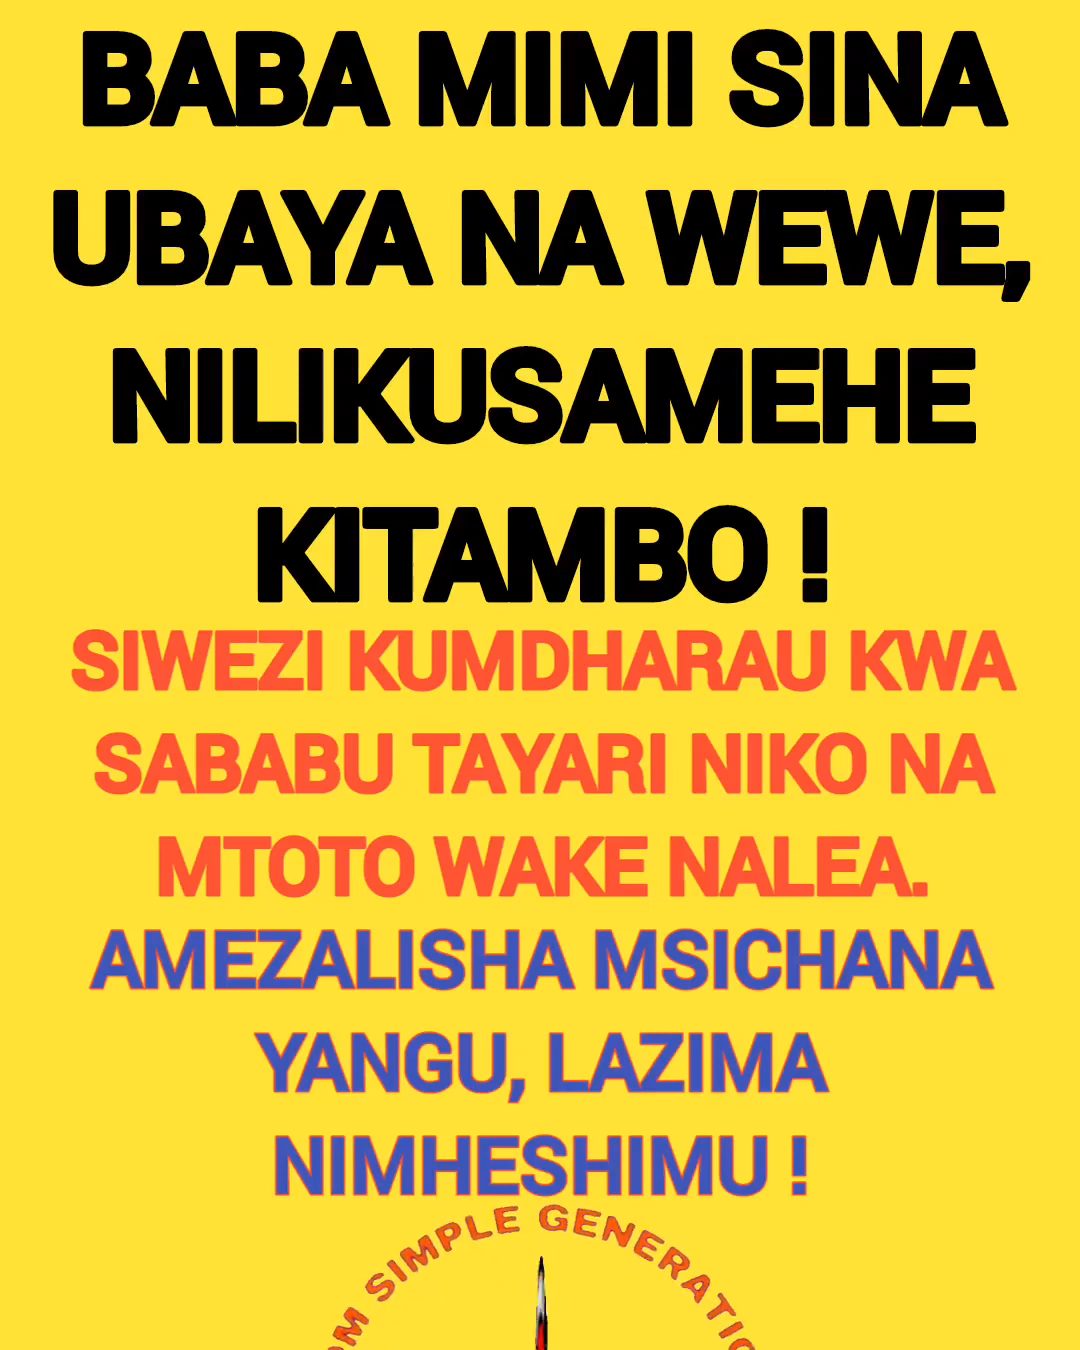 BABA MIMI SINA
UBAYA NA WEWE,
NILIKUSAMEHE
KITAMBO !
SIWEZI KUMDHARAU KWA
SABABU TAYARI NIKO NA
MTOTO WAKE NALEA.
AMEZALISHA MSICHANA
YANGU, LAZIMA
NIMHESHIMU !
SIMPLE